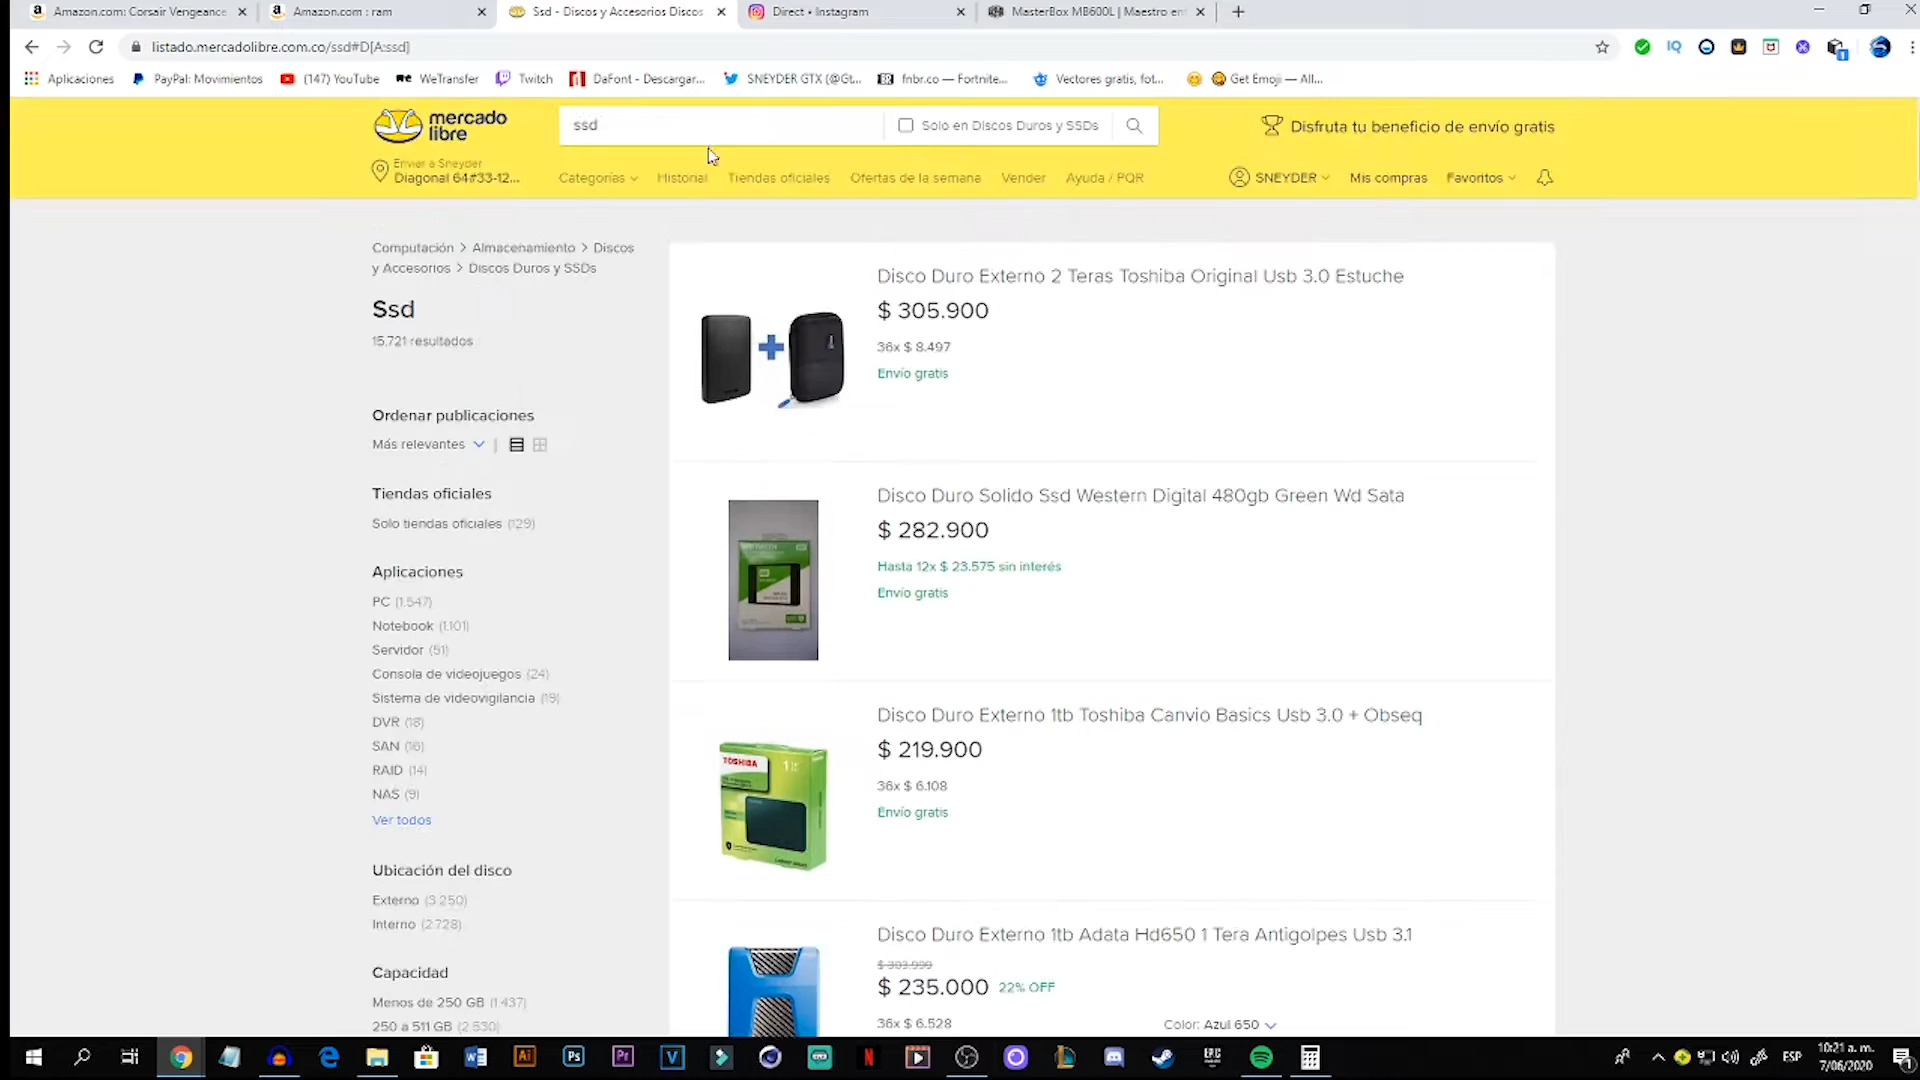 Amazon.com: Corsair Vengeance
Amazon.com : ram
Ssd - Discos y Accesorios Discos
Direct • Instagram
MasterBox MB600L | Maestro en
listado.mercadolibre.com.co/ssd#D[A:ssd]
IQ
Aplicaciones
PayPal: Movimientos
(147) YouTube
WeTransfer
Twitch
DaFont - Descargar...
SNEYDER GTX (@Gt...
fnbr.co — Fortnite...
Vectores gratis, fot...
Get Emoji — All...
mercado
libre
ssd
Solo en Discos Duros y SSDs
Disfruta tu beneficio de envío gratis
Enviar a Sneyder
Diagonal 64#33-12...
Categorías
Historial
Tiendas oficiales
Ofertas de la semana
Vender
Ayuda / PQR
SNEYDER
Mis compras
Favoritos
Computación > Almacenamiento > Discos
y Accesorios > Discos Duros y SSDs
Ssd
15.721 resultados
Ordenar publicaciones
Más relevantes
Tiendas oficiales
Solo tiendas oficiales (129)
Aplicaciones
PC (1.547)
Notebook (1.101)
Servidor (51)
Consola de videojuegos (24)
Sistema de videovigilancia (19)
DVR (18)
SAN (16)
RAID (14)
NAS (9)
Ver todos
Ubicación del disco
Externo (3.250)
Interno (2.728)
Capacidad
Menos de 250 GB (1.437)
250 a 511 GB (2.530)
Disco Duro Externo 2 Teras Toshiba Original Usb 3.0 Estuche
$ 305.900
36x $ 8.497
Envío gratis
Disco Duro Solido Ssd Western Digital 480gb Green Wd Sata
$ 282.900
Hasta 12x $ 23.575 sin interés
Envío gratis
Disco Duro Externo 1tb Toshiba Canvio Basics Usb 3.0 + Obseq
$ 219.900
36x $ 6.108
Envío gratis
TOSHIBA
Disco Duro Externo 1tb Adata Hd650 1 Tera Antigolpes Usb 3.1
$ 303.999
$ 235.000 22% OFF
36x $ 6.528
Color: Azul 650
Ai
Ps
Pr
V
N
EPIC
ESP
10:21 a. m.
7/06/2020
1